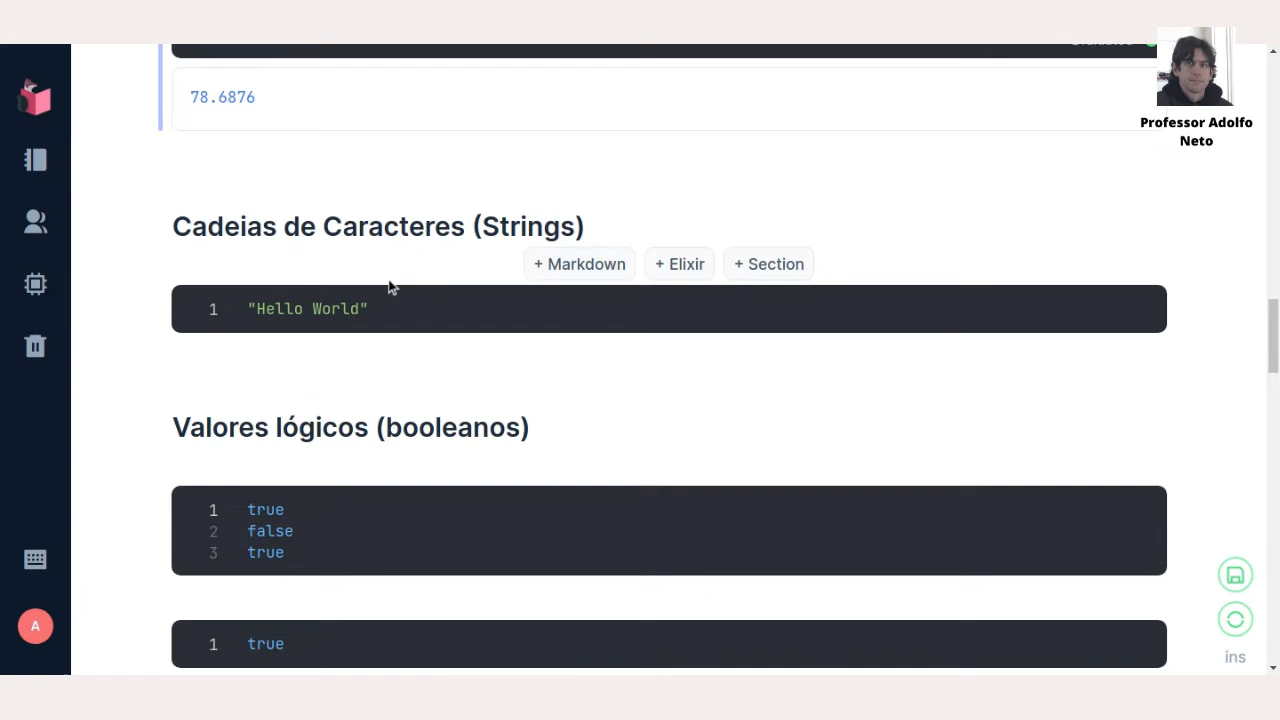 78.6876
Professor Adolfo
Neto
Cadeias de Caracteres (Strings)
+ Markdown + Elixir + Section
1 "Hello World"
Valores lógicos (booleanos)
1 true
2 false
3 true
1 true
A
ins